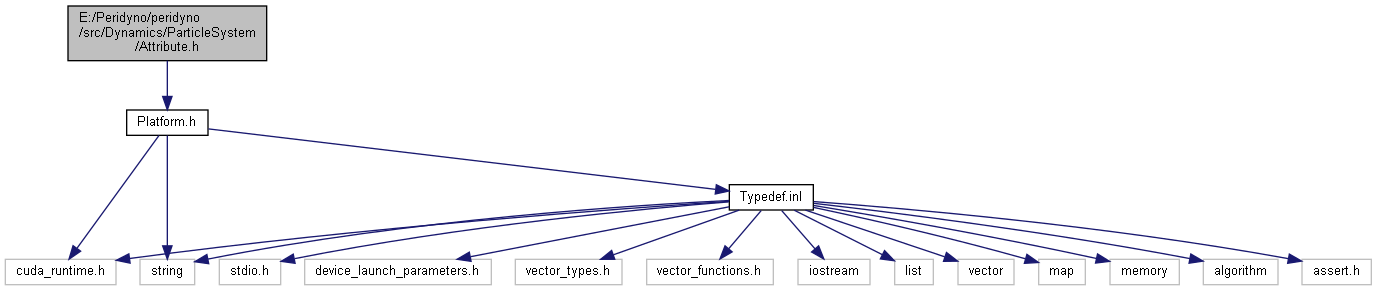 E:/Peridyno/peridyno
/src/Dynamics/ParticleSystem
/Attribute.h
Platform.h
Typedef.inl
cuda_runtime.h
string
stdio.h
device_launch_parameters.h
vector_types.h
vector_functions.h
iostream
list
vector
map
memory
algorithm
assert.h